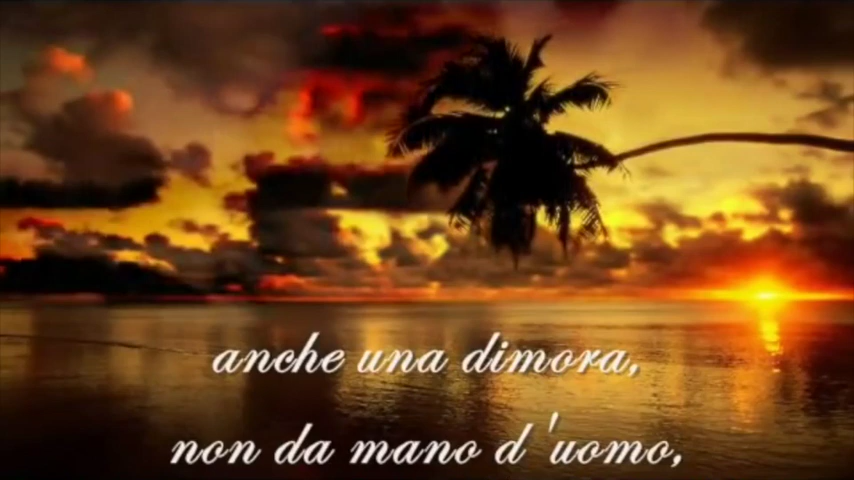 anche una dimora,
non da mano d'uomo,